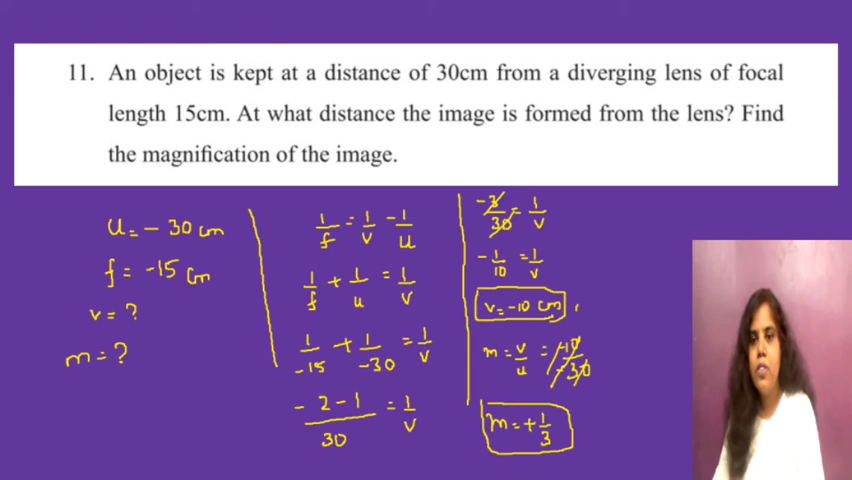 11. An object is kept at a distance of 30cm from a diverging lens of focal
length 15cm. At what distance the image is formed from the lens? Find
the magnification of the image.
u = - 30 cm
f = -15 cm
v = ?
m = ?
1/f = 1/v - 1/u
1/f + 1/u = 1/v
1/-15 + 1/-30 = 1/v
- 2 - 1 / 30 = 1/v
-3/30 = 1/v
-1/10 = 1/v
v = -10 cm
m = v/u = -10/-30
m = + 1/3